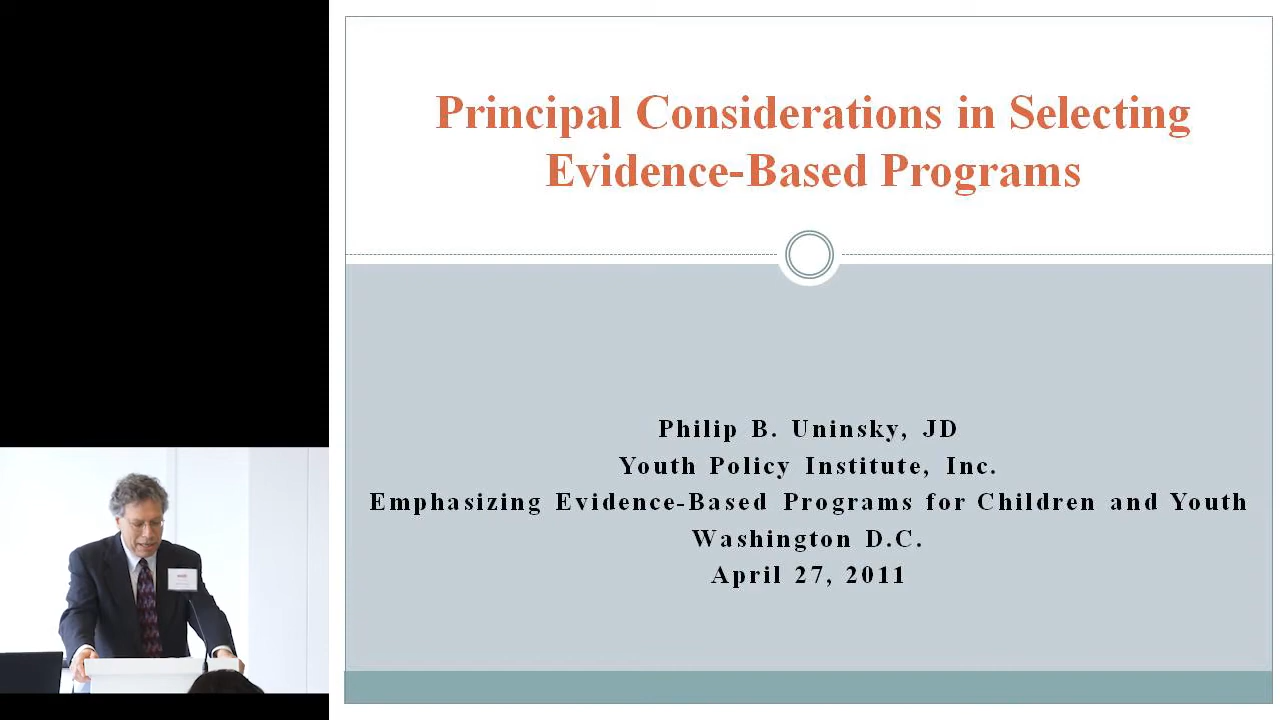 Principal Considerations in Selecting
Evidence-Based Programs
Philip B. Uninsky, JD
Youth Policy Institute, Inc.
Emphasizing Evidence-Based Programs for Children and Youth
Washington D.C.
April 27, 2011